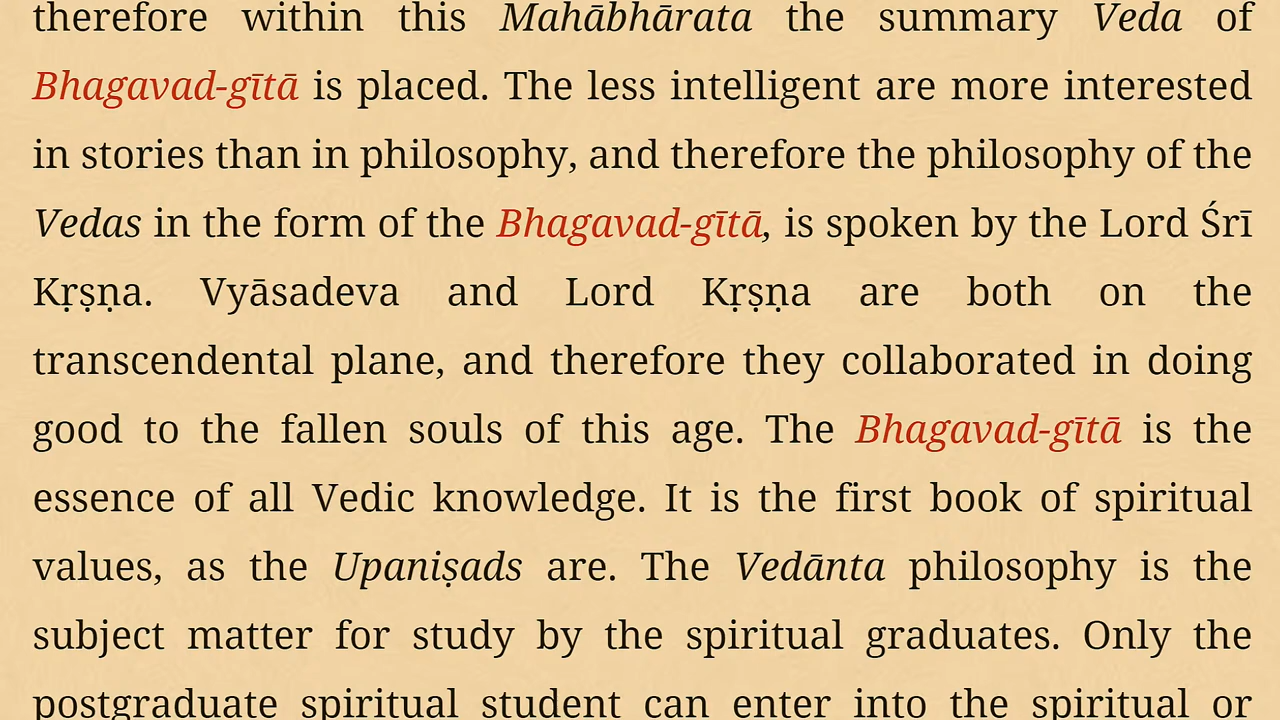 therefore within this Mahābhārata the summary Veda of
Bhagavad-gītā is placed. The less intelligent are more interested
in stories than in philosophy, and therefore the philosophy of the
Vedas in the form of the Bhagavad-gītā, is spoken by the Lord Śrī
Kṛṣṇa. Vyāsadeva and Lord Kṛṣṇa are both on the
transcendental plane, and therefore they collaborated in doing
good to the fallen souls of this age. The Bhagavad-gītā is the
essence of all Vedic knowledge. It is the first book of spiritual
values, as the Upaniṣads are. The Vedānta philosophy is the
subject matter for study by the spiritual graduates. Only the
postgraduate spiritual student can enter into the spiritual or